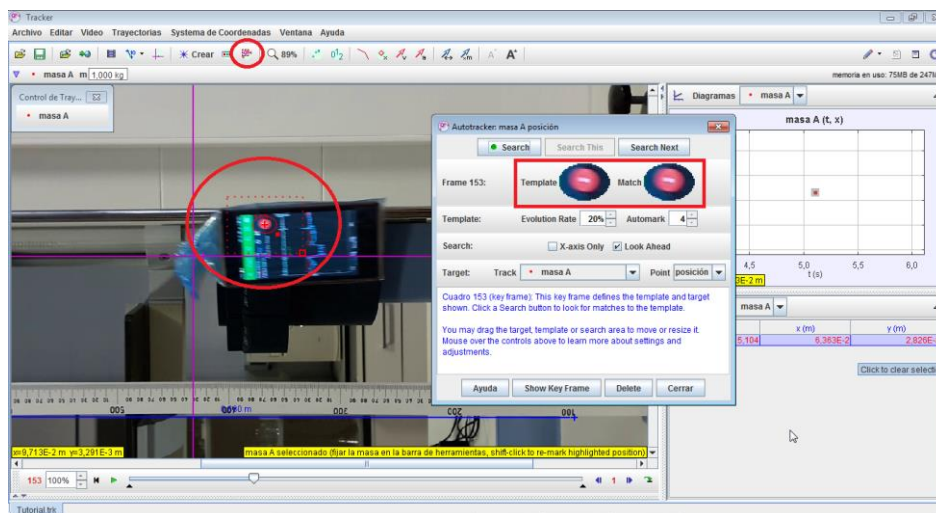 Tracker
Archivo Editar Video Trayectorias Systema de Coordenadas Ventana Ayuda
Crear 89%
masa A m 1.000 kg
memoria en uso: 75MB de 247M
Control de Tray...
masa A
Diagramas masa A
masa A (t, x)
4,5 5,0 5,5 6,0
t (s)
3E-2 m
Autotracker: masa A posición
Search Search This Search Next
Frame 153: Template Match
Template: Evolution Rate 20% Automark 4
Search: X-axis Only Look Ahead
Target: Track masa A Point posición
Cuadro 153 (key frame): This key frame defines the template and target
shown. Click a Search button to look for matches to the template.
You may drag the target, template or search area to move or resize it.
Mouse over the controls above to learn more about settings and
adjustments.
Ayuda Show Key Frame Delete Cerrar
masa A
x (m) y (m)
5,104 6,363E-2 2,826E-
Click to clear selecti
x=9,713E-2 m y=3,291E-3 m
masa A seleccionado (fijar la masa en la barra de herramientas, shift-click to re-mark highlighted position)
153 100% 1
Tutorial.trk